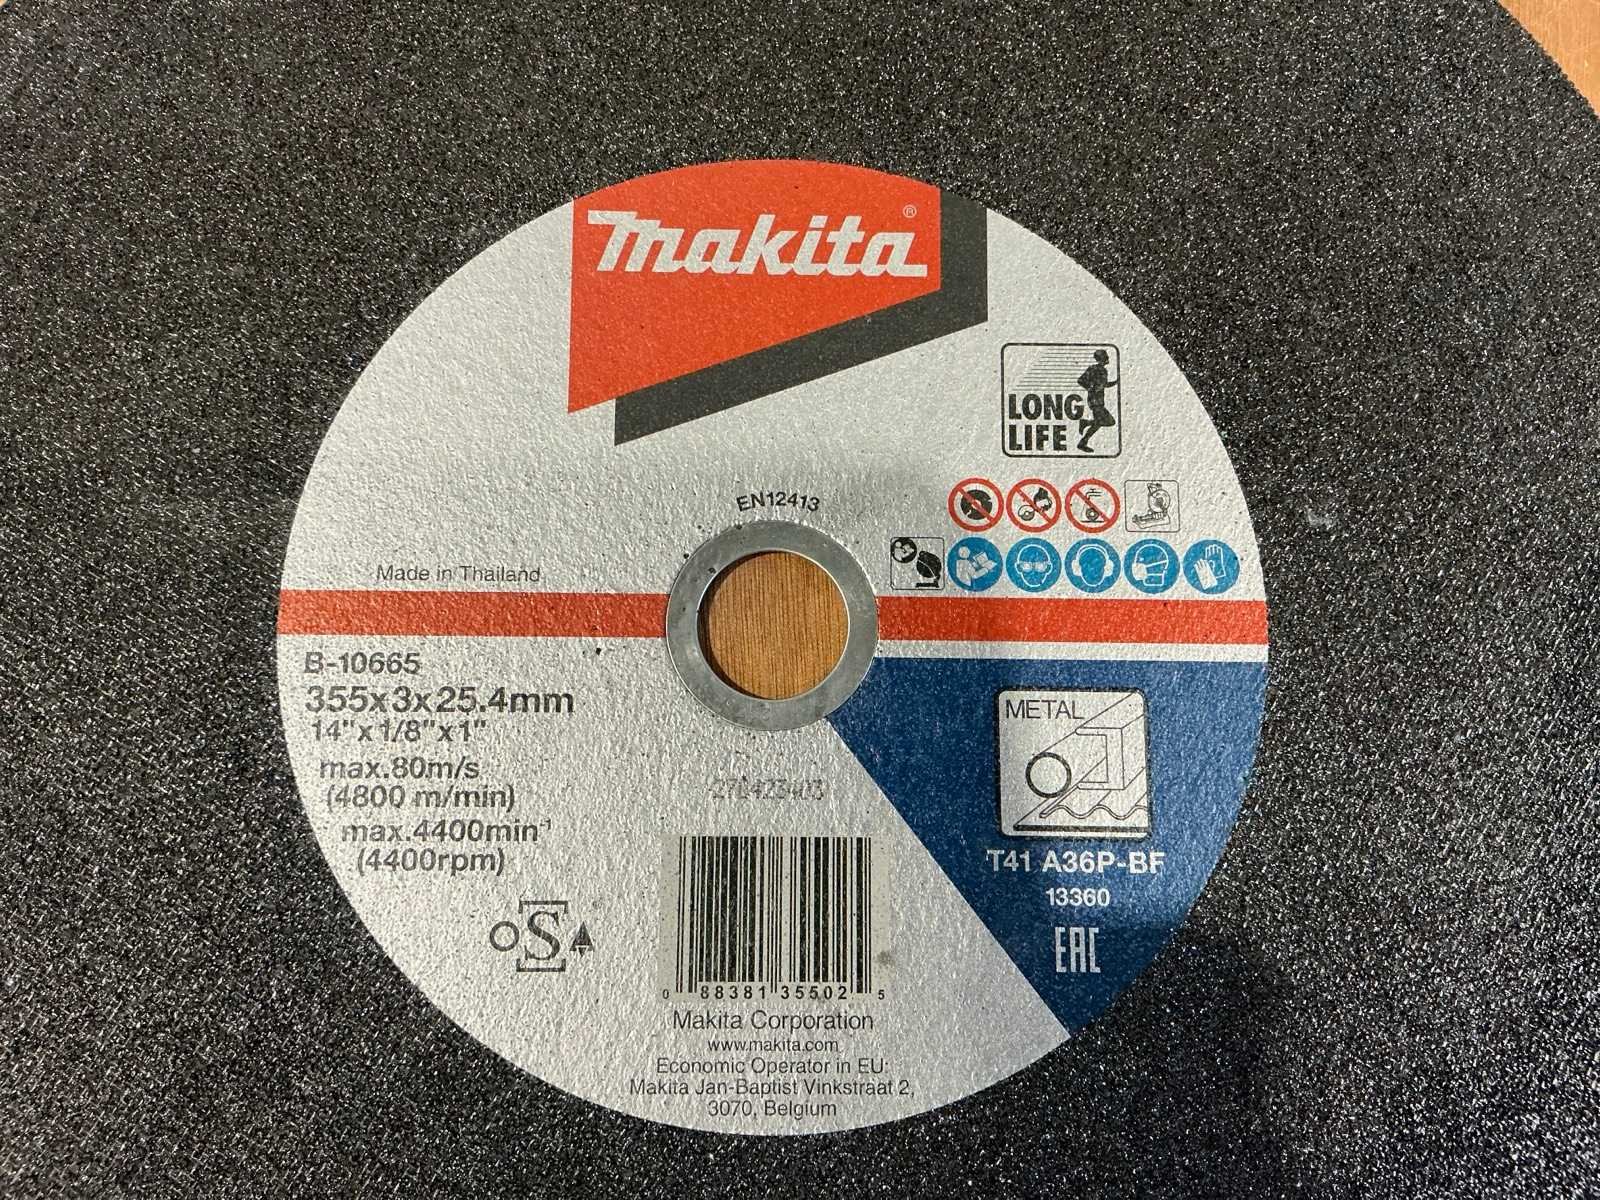 makita®
LONG
LIFE
EN12413
Made in Thailand
B-10665
355x3x25.4mm
14"x1/8"x1"
max.80m/s
(4800 m/min)
max.4400min-1
(4400rpm)
oSA
METAL
T41 A36P-BF
13360
EAC
0 88381 35502 5
Makita Corporation
www.makita.com
Economic Operator in EU:
Makita Jan-Baptist Vinkstraat 2,
3070, Belgium